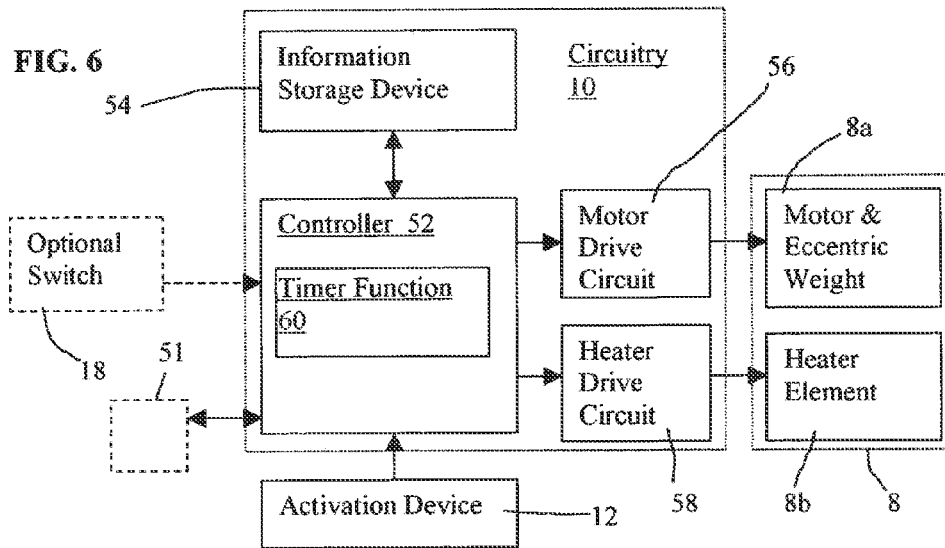 FIG. 6
Information
Storage Device
54
Circuitry
10
56
8a
Optional
Switch
18
Controller 52
Timer Function
60
Motor
Drive
Circuit
Motor &
Eccentric
Weight
51
Heater
Drive
Circuit
Heater
Element
Activation Device
12
58
8b
8